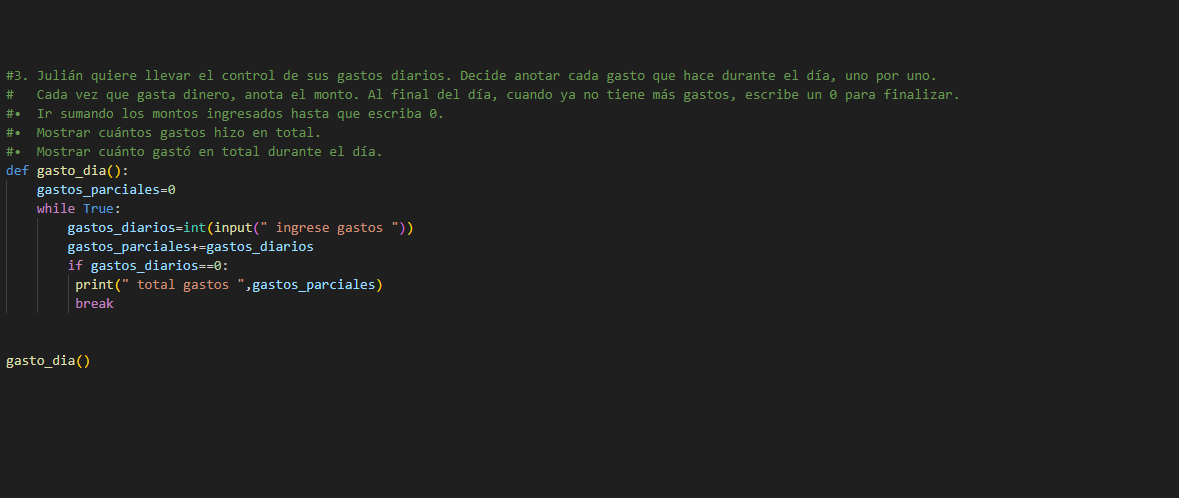 #3. Julián quiere llevar el control de sus gastos diarios. Decide anotar cada gasto que hace durante el día, uno por uno.
#   Cada vez que gasta dinero, anota el monto. Al final del día, cuando ya no tiene más gastos, escribe un 0 para finalizar.
#•  Ir sumando los montos ingresados hasta que escriba 0.
#•  Mostrar cuántos gastos hizo en total.
#•  Mostrar cuánto gastó en total durante el día.
def gasto_dia():
    gastos_parciales=0
    while True:
        gastos_diarios=int(input(" ingrese gastos "))
        gastos_parciales+=gastos_diarios
        if gastos_diarios==0:
         print(" total gastos ",gastos_parciales)
         break
gasto_dia()